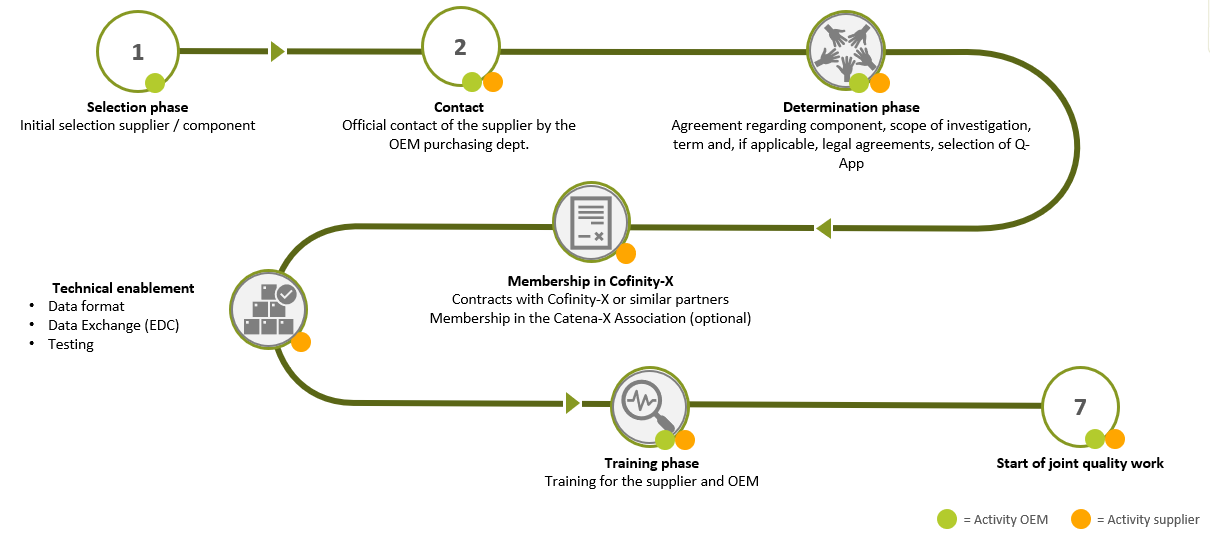 1
2
Selection phase
Initial selection supplier / component
Contact
Official contact of the supplier by the
OEM purchasing dept.
Determination phase
Agreement regarding component, scope of investigation,
term and, if applicable, legal agreements, selection of Q-
App
Membership in Cofinity-X
Contracts with Cofinity-X or similar partners
Membership in the Catena-X Association (optional)
Technical enablement
• Data format
• Data Exchange (EDC)
• Testing
Training phase
Training for the supplier and OEM
7
Start of joint quality work
= Activity OEM
= Activity supplier